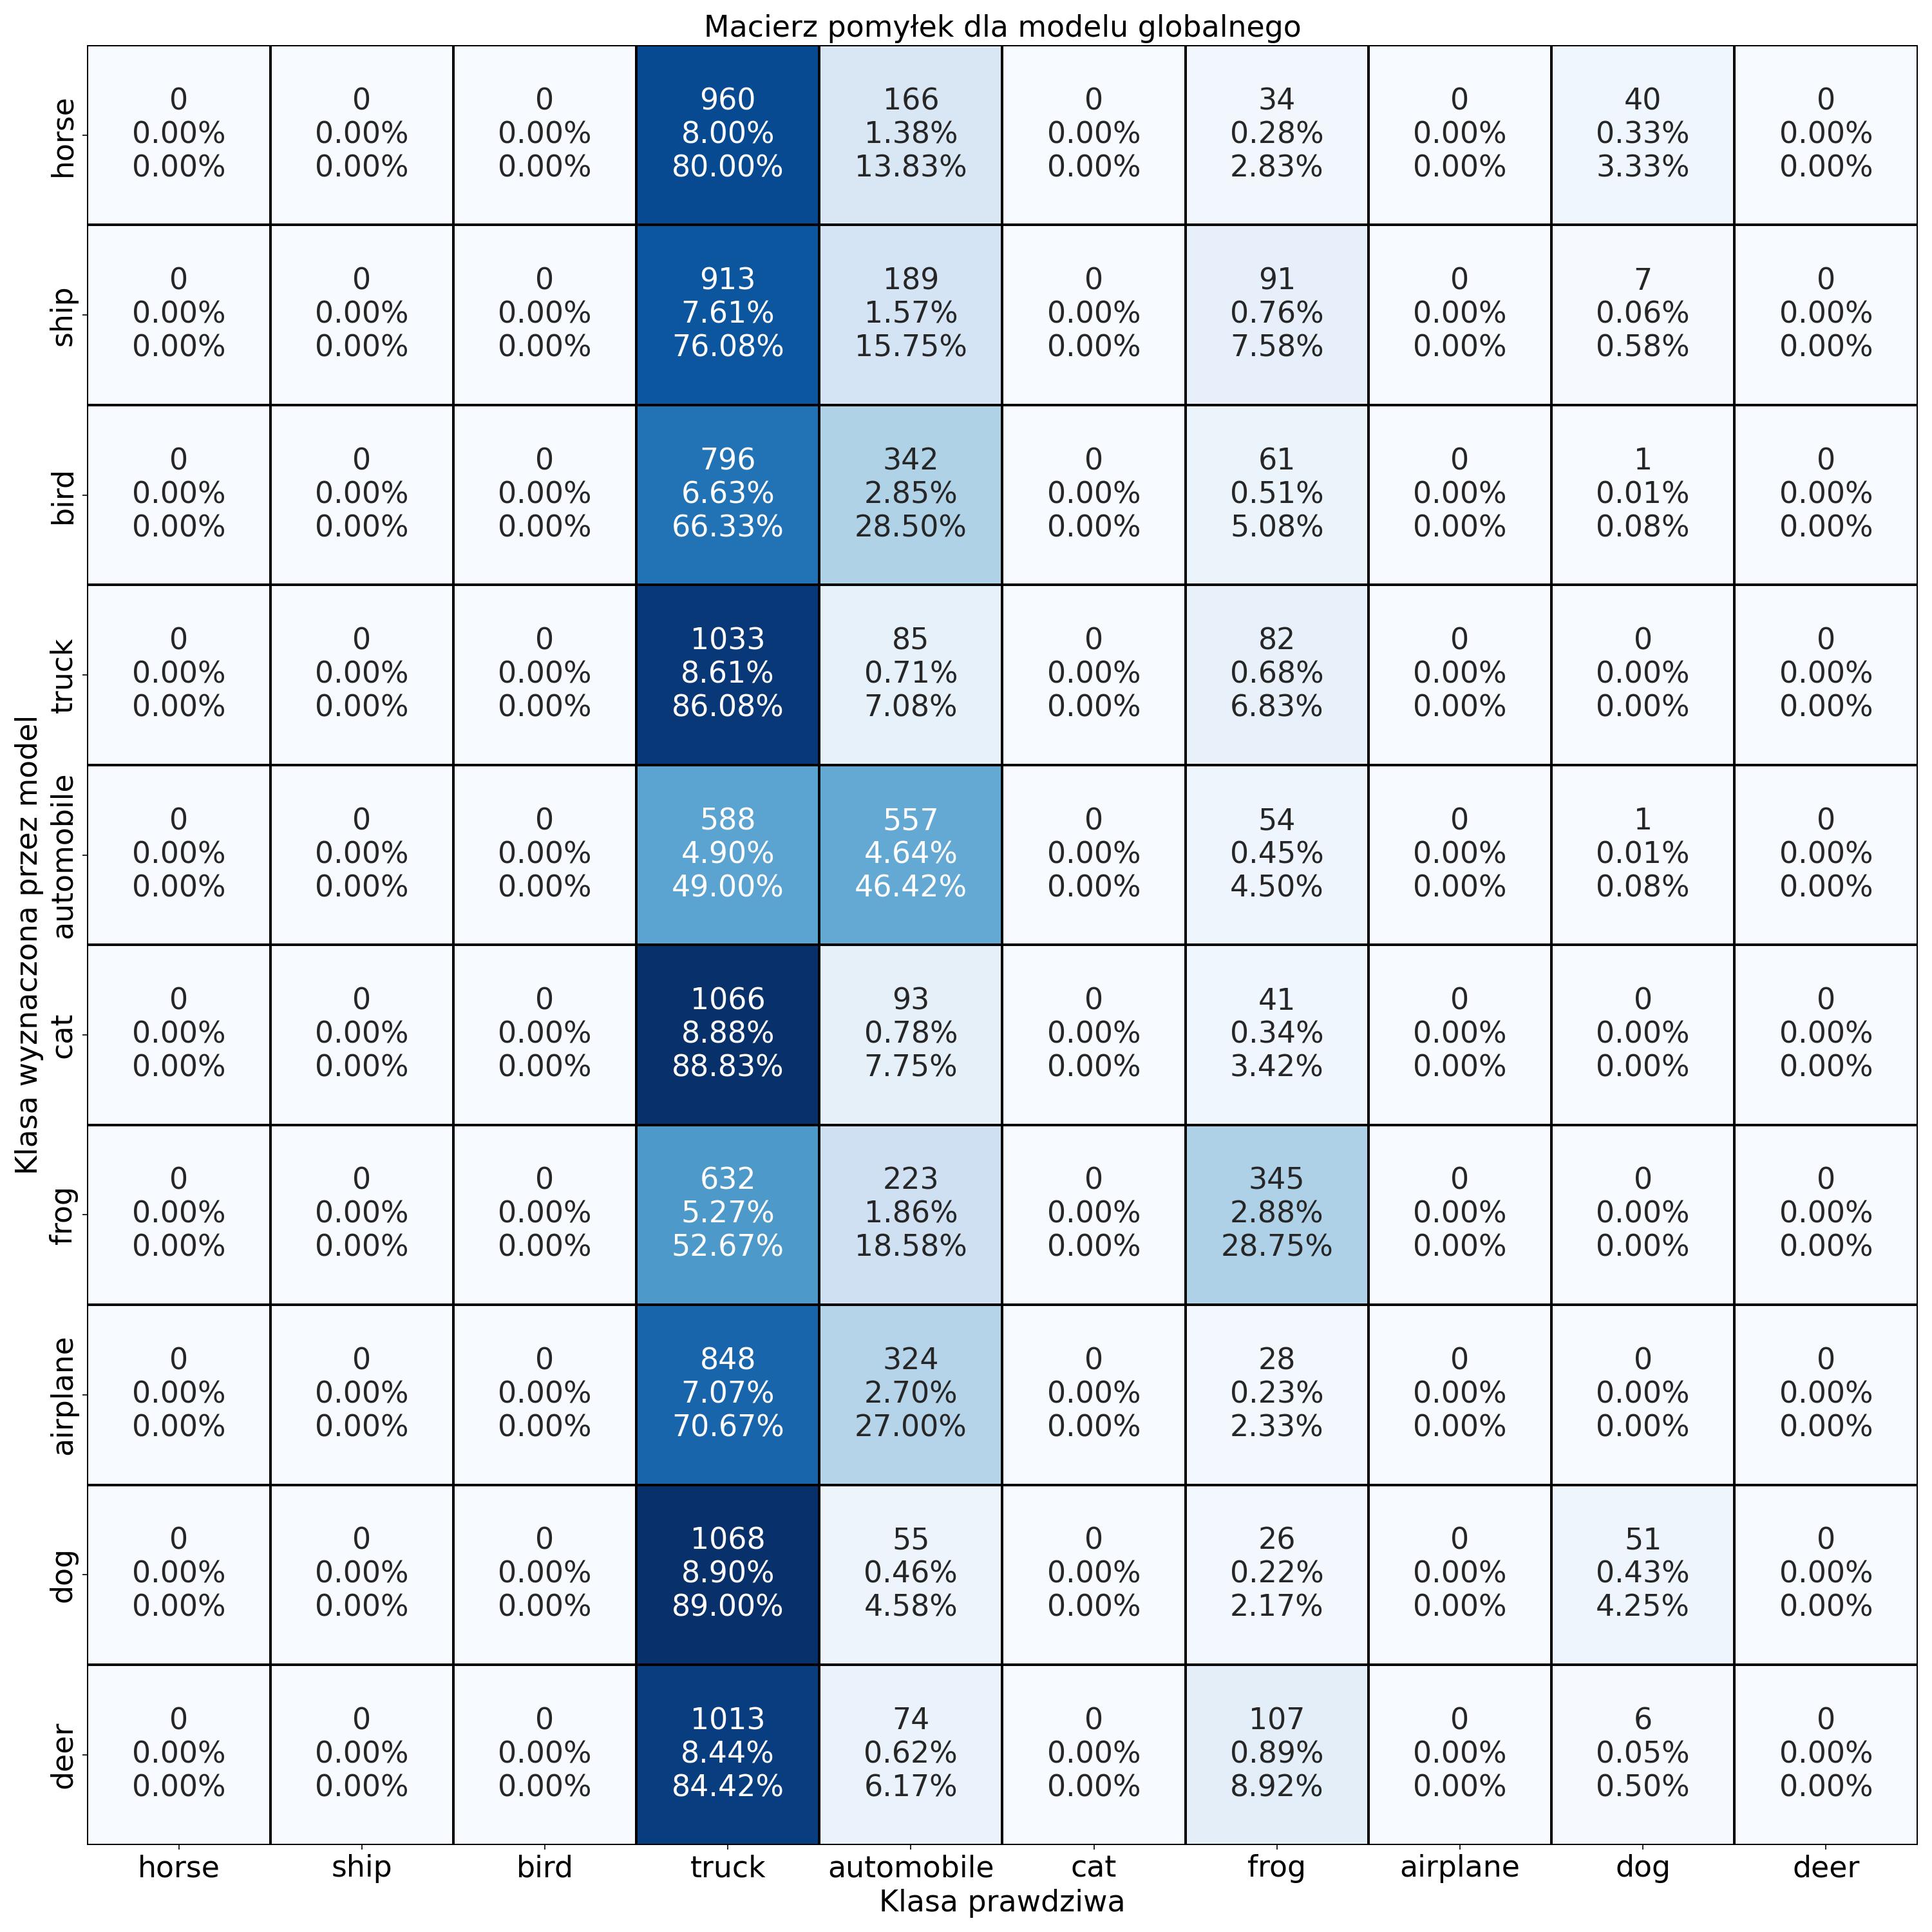 Macierz pomyłek dla modelu globalnego
Klasa wyznaczona przez model
horse
0 0 0 960 166 0 34 0 40 0
0.00% 0.00% 0.00% 8.00% 1.38% 0.00% 0.28% 0.00% 0.33% 0.00%
0.00% 0.00% 0.00% 80.00% 13.83% 0.00% 2.83% 0.00% 3.33% 0.00%
ship
0 0 0 913 189 0 91 0 7 0
0.00% 0.00% 0.00% 7.61% 1.57% 0.00% 0.76% 0.00% 0.06% 0.00%
0.00% 0.00% 0.00% 76.08% 15.75% 0.00% 7.58% 0.00% 0.58% 0.00%
bird
0 0 0 796 342 0 61 0 1 0
0.00% 0.00% 0.00% 6.63% 2.85% 0.00% 0.51% 0.00% 0.01% 0.00%
0.00% 0.00% 0.00% 66.33% 28.50% 0.00% 5.08% 0.00% 0.08% 0.00%
truck
0 0 0 1033 85 0 82 0 0 0
0.00% 0.00% 0.00% 8.61% 0.71% 0.00% 0.68% 0.00% 0.00% 0.00%
0.00% 0.00% 0.00% 86.08% 7.08% 0.00% 6.83% 0.00% 0.00% 0.00%
automobile
0 0 0 588 557 0 54 0 1 0
0.00% 0.00% 0.00% 4.90% 4.64% 0.00% 0.45% 0.00% 0.01% 0.00%
0.00% 0.00% 0.00% 49.00% 46.42% 0.00% 4.50% 0.00% 0.08% 0.00%
cat
0 0 0 1066 93 0 41 0 0 0
0.00% 0.00% 0.00% 8.88% 0.78% 0.00% 0.34% 0.00% 0.00% 0.00%
0.00% 0.00% 0.00% 88.83% 7.75% 0.00% 3.42% 0.00% 0.00% 0.00%
frog
0 0 0 632 223 0 345 0 0 0
0.00% 0.00% 0.00% 5.27% 1.86% 0.00% 2.88% 0.00% 0.00% 0.00%
0.00% 0.00% 0.00% 52.67% 18.58% 0.00% 28.75% 0.00% 0.00% 0.00%
airplane
0 0 0 848 324 0 28 0 0 0
0.00% 0.00% 0.00% 7.07% 2.70% 0.00% 0.23% 0.00% 0.00% 0.00%
0.00% 0.00% 0.00% 70.67% 27.00% 0.00% 2.33% 0.00% 0.00% 0.00%
dog
0 0 0 1068 55 0 26 0 51 0
0.00% 0.00% 0.00% 8.90% 0.46% 0.00% 0.22% 0.00% 0.43% 0.00%
0.00% 0.00% 0.00% 89.00% 4.58% 0.00% 2.17% 0.00% 4.25% 0.00%
deer
0 0 0 1013 74 0 107 0 6 0
0.00% 0.00% 0.00% 8.44% 0.62% 0.00% 0.89% 0.00% 0.05% 0.00%
0.00% 0.00% 0.00% 84.42% 6.17% 0.00% 8.92% 0.00% 0.50% 0.00%
horse ship bird truck automobile cat frog airplane dog deer
Klasa prawdziwa